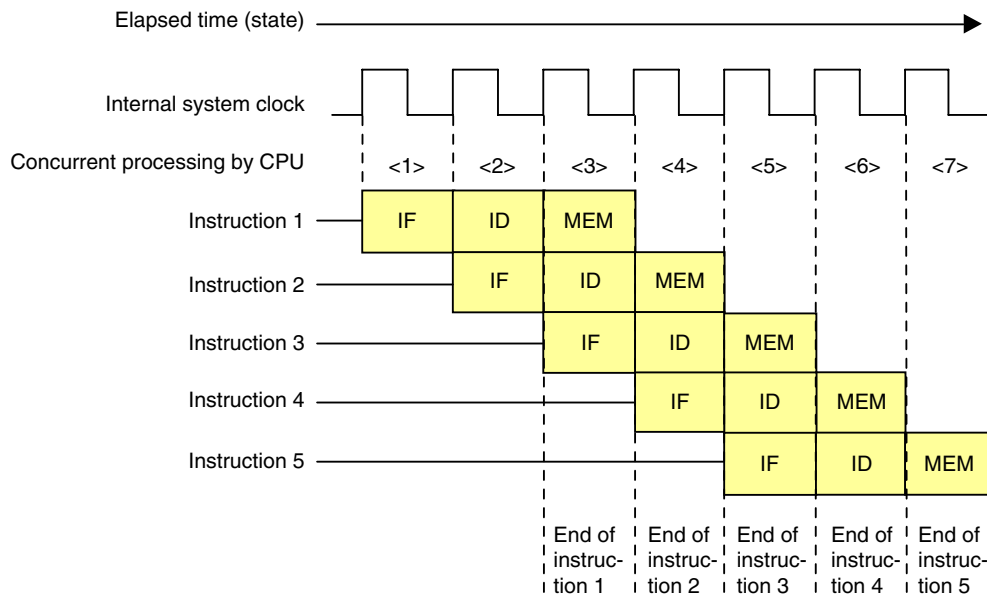 Elapsed time (state)
Internal system clock
Concurrent processing by CPU <1> <2> <3> <4> <5> <6> <7>
Instruction 1 IF ID MEM
Instruction 2 IF ID MEM
Instruction 3 IF ID MEM
Instruction 4 IF ID MEM
Instruction 5 IF ID MEM
End of End of End of End of End of
instruc- instruc- instruc- instruc- instruc-
tion 1 tion 2 tion 3 tion 4 tion 5